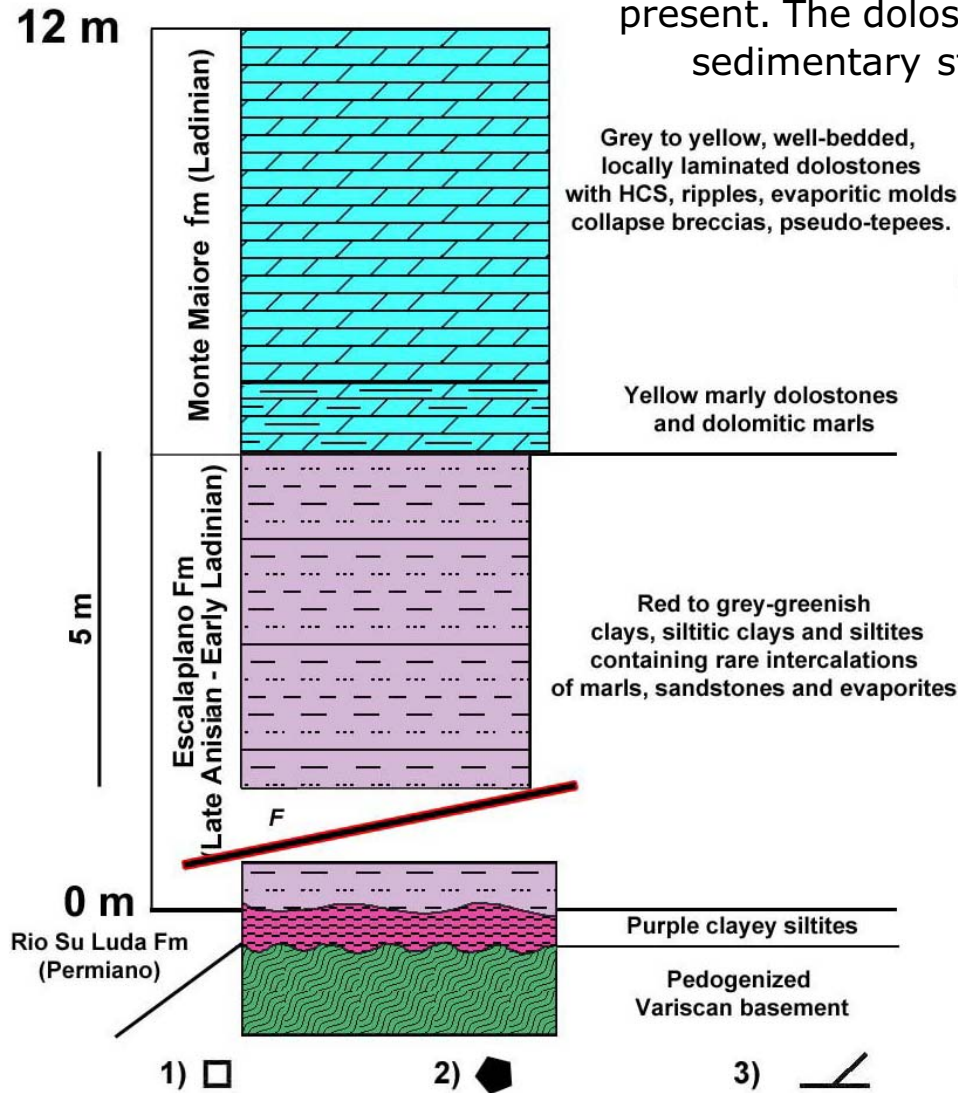 12 m
present. The dolos
sedimentary s
Monte Maiore fm (Ladinian)
Grey to yellow, well-bedded,
locally laminated dolostones
with HCS, ripples, evaporitic molds
collapse breccias, pseudo-tepees.
Yellow marly dolostones
and dolomitic marls
5 m
Escalaplano Fm
(Late Anisian - Early Ladinian)
Red to grey-greenish
clays, siltitic clays and siltites
containing rare intercalations
of marls, sandstones and evaporites
F
0 m
Rio Su Luda Fm
(Permiano)
Purple clayey siltites
Pedogenized
Variscan basement
1)
2)
3)